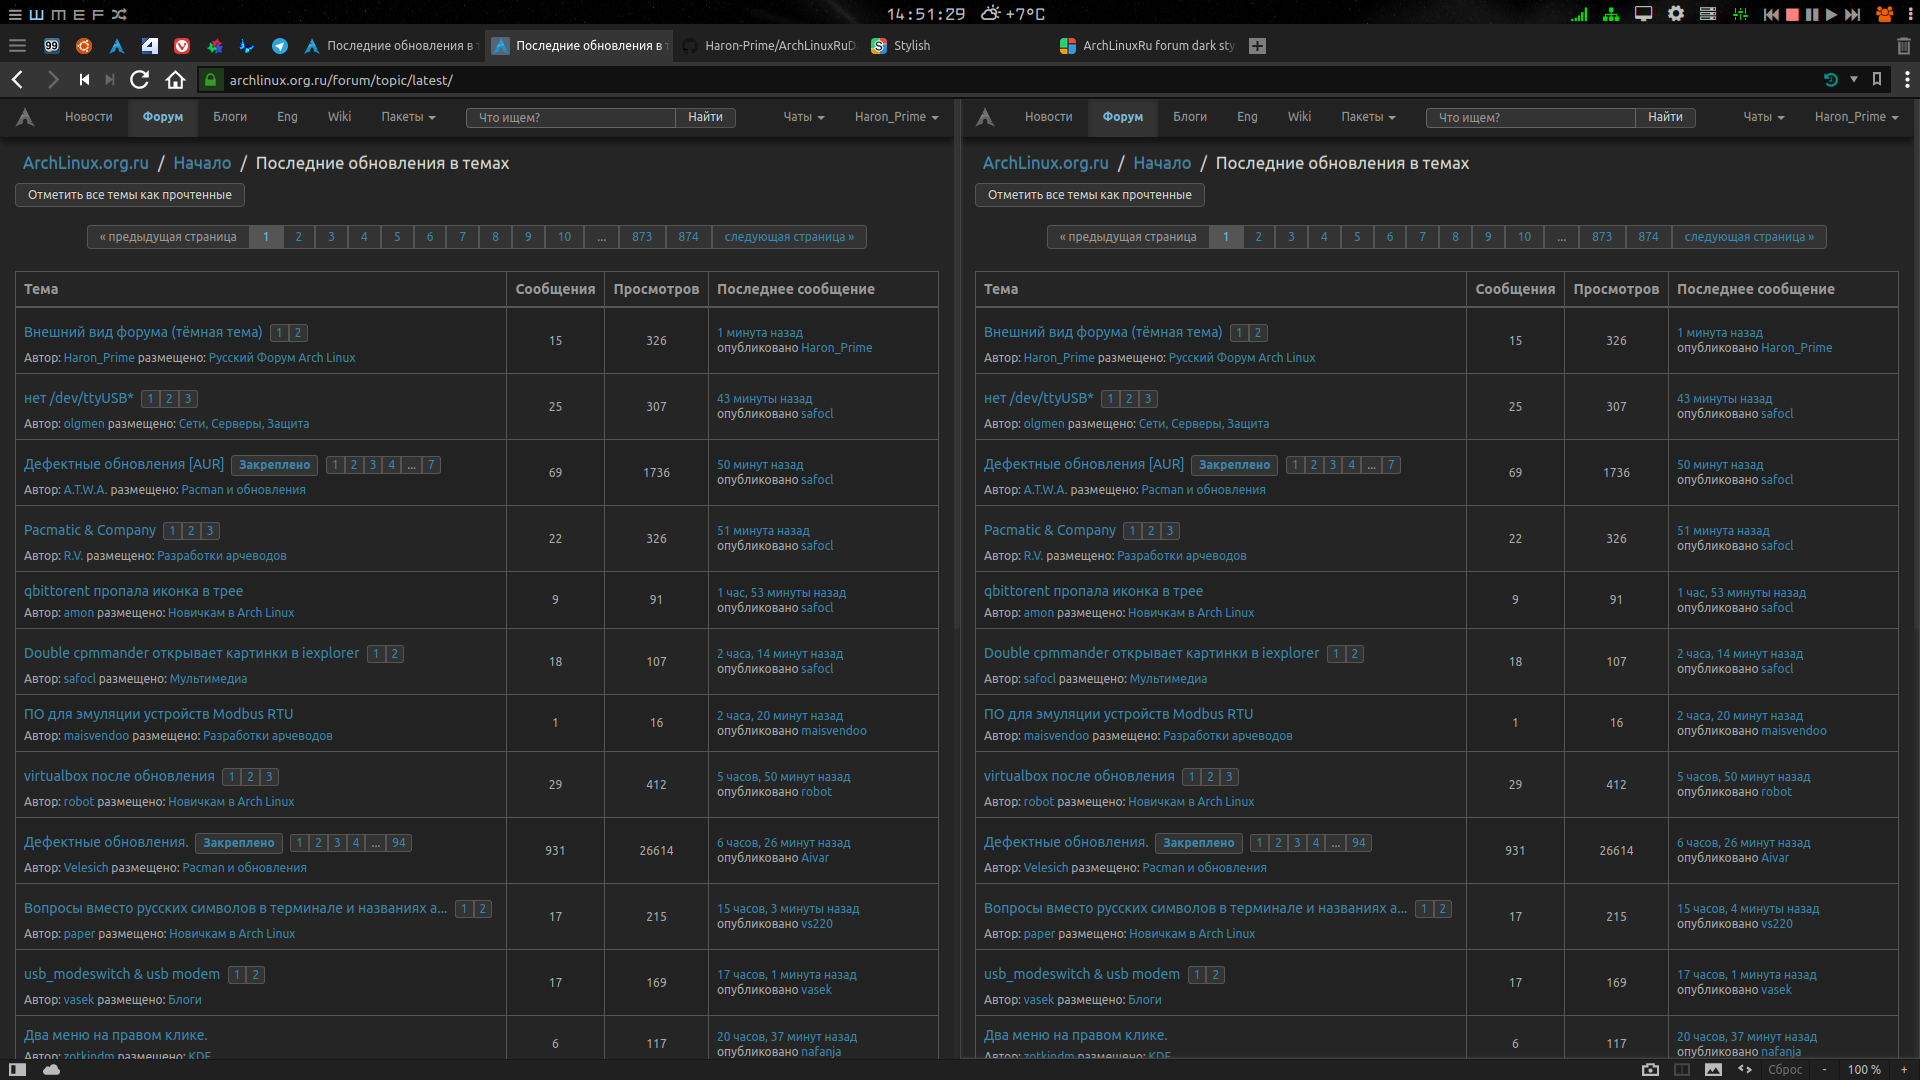 14:51:29 +7°C
99 Последние обновления в т Последние обновления в т Haron-Prime/ArchLinuxRuD Stylish ArchLinuxRu forum dark sty
archlinux.org.ru/forum/topic/latest/
Новости Форум Блоги Eng Wiki Пакеты Что ищем? Найти Чаты Haron_Prime
ArchLinux.org.ru / Начало / Последние обновления в темах
Отметить все темы как прочтенные
« предыдущая страница 1 2 3 4 5 6 7 8 9 10 ... 873 874 следующая страница »
Тема Сообщения Просмотров Последнее сообщение
Внешний вид форума (тёмная тема) 1 2
Автор: Haron_Prime размещено: Русский Форум Arch Linux
15 326
1 минута назад
опубликовано Haron_Prime
нет /dev/ttyUSB* 1 2 3
Автор: olgmen размещено: Сети, Серверы, Защита
25 307
43 минуты назад
опубликовано safocl
Дефектные обновления [AUR] Закреплено 1 2 3 4 ... 7
Автор: A.T.W.A. размещено: Pacman и обновления
69 1736
50 минут назад
опубликовано safocl
Pacmatic & Company 1 2 3
Автор: R.V. размещено: Разработки арчеводов
22 326
51 минута назад
опубликовано safocl
qbittorent пропала иконка в трее
Автор: amon размещено: Новичкам в Arch Linux
9 91
1 час, 53 минуты назад
опубликовано safocl
Double cpmmander открывает картинки в iexplorer 1 2
Автор: safocl размещено: Мультимедиа
18 107
2 часа, 14 минут назад
опубликовано safocl
ПО для эмуляции устройств Modbus RTU
Автор: maisvendoo размещено: Разработки арчеводов
1 16
2 часа, 20 минут назад
опубликовано maisvendoo
virtualbox после обновления 1 2 3
Автор: robot размещено: Новичкам в Arch Linux
29 412
5 часов, 50 минут назад
опубликовано robot
Дефектные обновления. Закреплено 1 2 3 4 ... 94
Автор: Velesich размещено: Pacman и обновления
931 26614
6 часов, 26 минут назад
опубликовано Aivar
Вопросы вместо русских символов в терминале и названиях а... 1 2
Автор: paper размещено: Новичкам в Arch Linux
17 215
15 часов, 3 минуты назад
опубликовано vs220
usb_modeswitch & usb modem 1 2
Автор: vasek размещено: Блоги
17 169
17 часов, 1 минута назад
опубликовано vasek
Два меню на правом клике.
Автор: zotkindm размещено: KDE
6 117
20 часов, 37 минут назад
опубликовано nafanja
Новости Форум Блоги Eng Wiki Пакеты Что ищем? Найти Чаты Haron_Prime
ArchLinux.org.ru / Начало / Последние обновления в темах
Отметить все темы как прочтенные
« предыдущая страница 1 2 3 4 5 6 7 8 9 10 ... 873 874 следующая страница »
Тема Сообщения Просмотров Последнее сообщение
Внешний вид форума (тёмная тема) 1 2
Автор: Haron_Prime размещено: Русский Форум Arch Linux
15 326
1 минута назад
опубликовано Haron_Prime
нет /dev/ttyUSB* 1 2 3
Автор: olgmen размещено: Сети, Серверы, Защита
25 307
43 минуты назад
опубликовано safocl
Дефектные обновления [AUR] Закреплено 1 2 3 4 ... 7
Автор: A.T.W.A. размещено: Pacman и обновления
69 1736
50 минут назад
опубликовано safocl
Pacmatic & Company 1 2 3
Автор: R.V. размещено: Разработки арчеводов
22 326
51 минута назад
опубликовано safocl
qbittorent пропала иконка в трее
Автор: amon размещено: Новичкам в Arch Linux
9 91
1 час, 53 минуты назад
опубликовано safocl
Double cpmmander открывает картинки в iexplorer 1 2
Автор: safocl размещено: Мультимедиа
18 107
2 часа, 14 минут назад
опубликовано safocl
ПО для эмуляции устройств Modbus RTU
Автор: maisvendoo размещено: Разработки арчеводов
1 16
2 часа, 20 минут назад
опубликовано maisvendoo
virtualbox после обновления 1 2 3
Автор: robot размещено: Новичкам в Arch Linux
29 412
5 часов, 50 минут назад
опубликовано robot
Дефектные обновления. Закреплено 1 2 3 4 ... 94
Автор: Velesich размещено: Pacman и обновления
931 26614
6 часов, 26 минут назад
опубликовано Aivar
Вопросы вместо русских символов в терминале и названиях а... 1 2
Автор: paper размещено: Новичкам в Arch Linux
17 215
15 часов, 4 минуты назад
опубликовано vs220
usb_modeswitch & usb modem 1 2
Автор: vasek размещено: Блоги
17 169
17 часов, 1 минута назад
опубликовано vasek
Два меню на правом клике.
Автор: zotkindm размещено: KDE
6 117
20 часов, 37 минут назад
опубликовано nafanja
Сброс - 100 % +